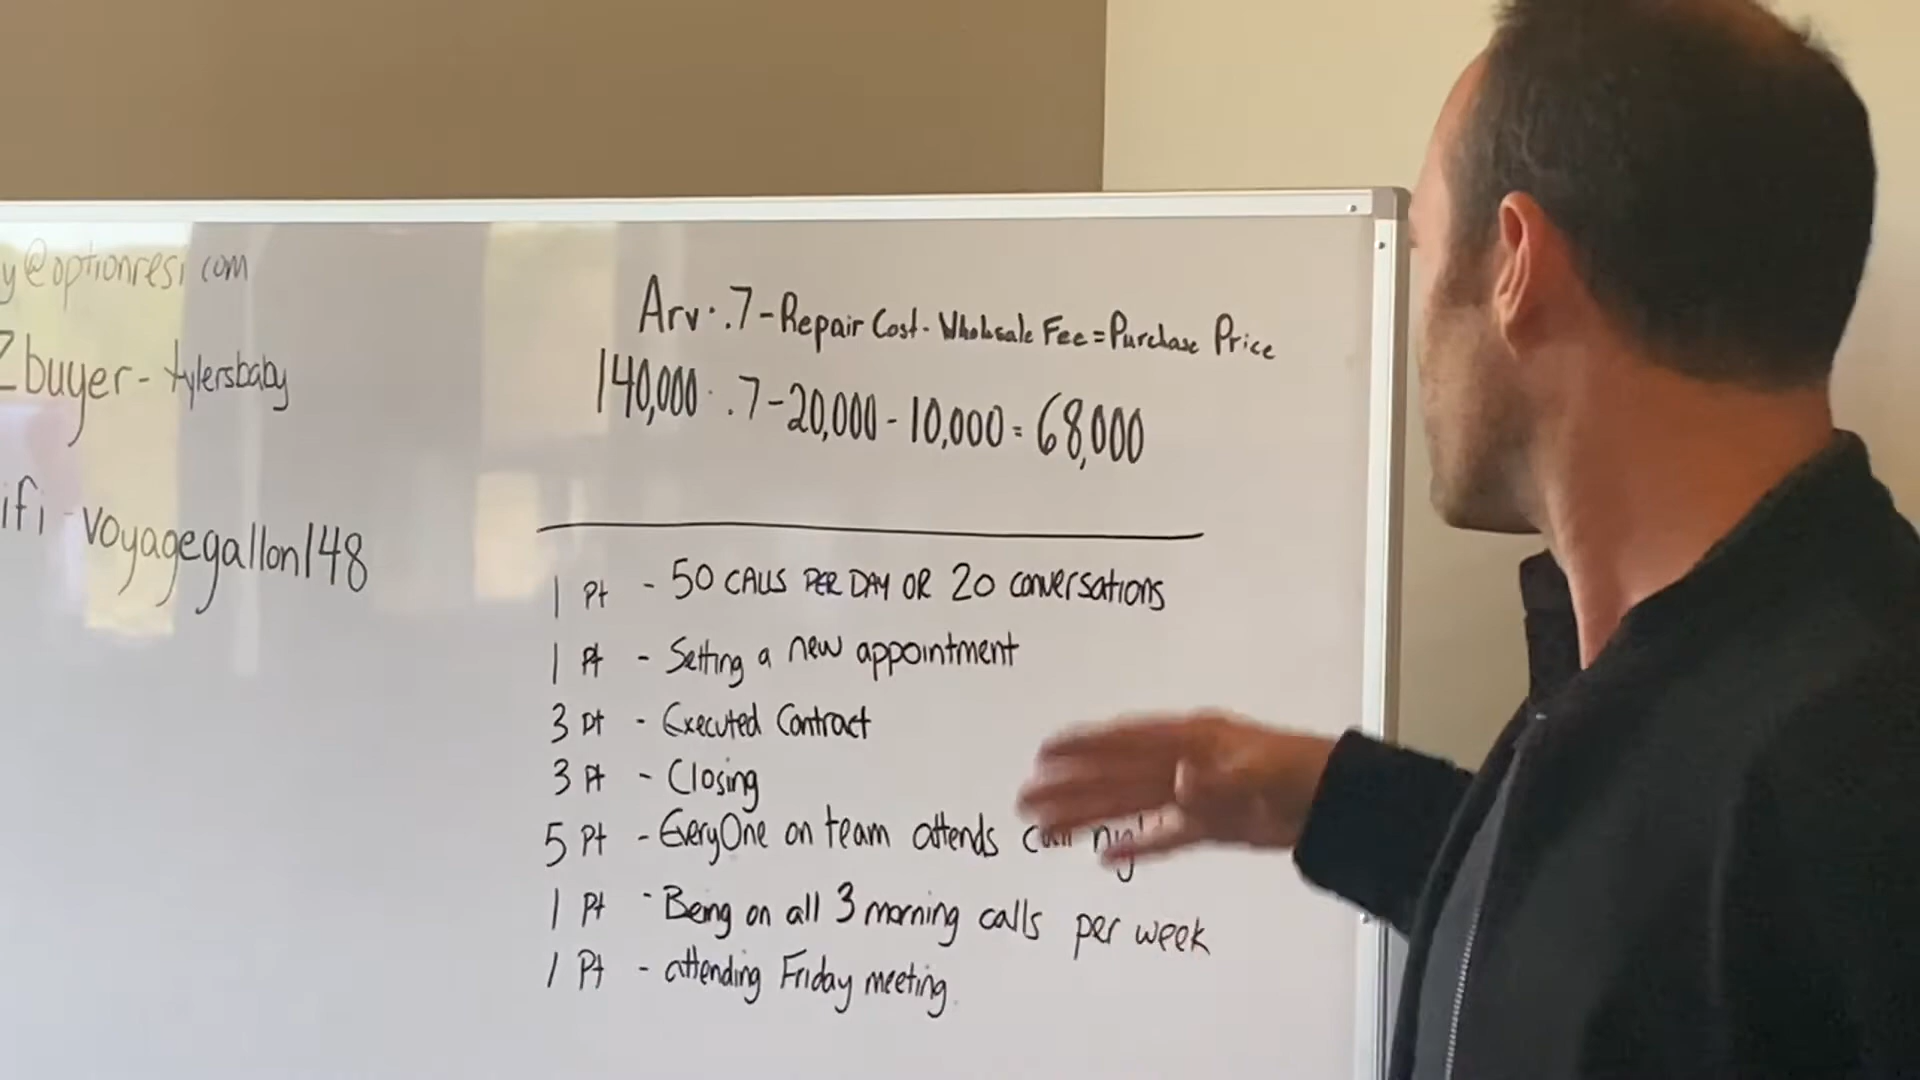 y@optionresi.com
Zbuyer - tylersbaby
ifi - voyagegallon148
Arv · .7 - Repair Cost - Wholesale Fee = Purchase Price
140,000 · .7 - 20,000 - 10,000 = 68,000
1 Pt - 50 CALLS PER DAY OR 20 conversations
1 Pt - Setting a new appointment
3 Pt - Executed Contract
3 Pt - Closing
5 Pt - EveryOne on team attends
1 Pt - Being on all 3 morning calls per week
1 Pt - attending Friday meeting.